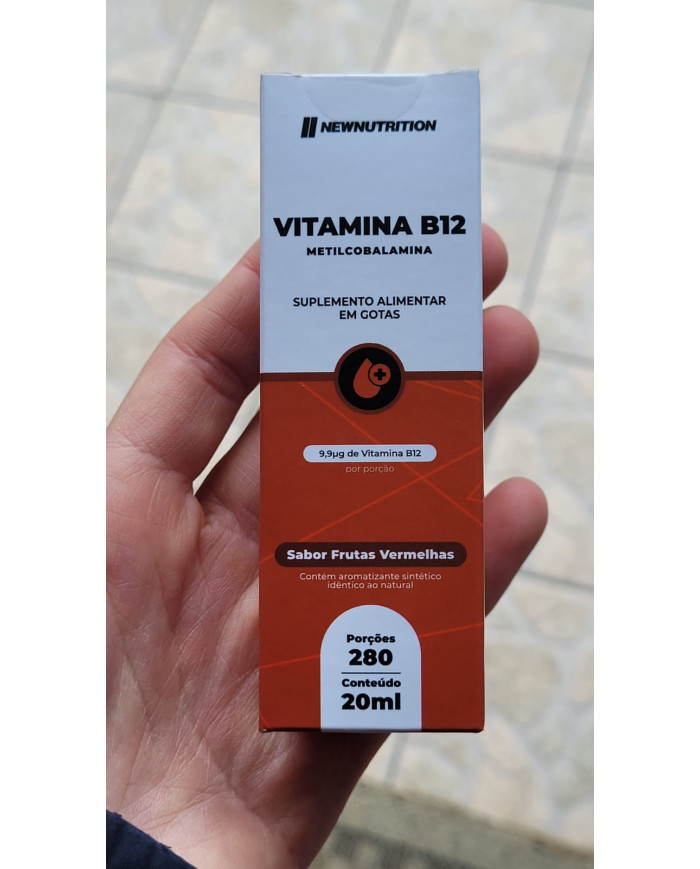 NEWNUTRITION
VITAMINA B12
METILCOBALAMINA
SUPLEMENTO ALIMENTAR
EM GOTAS
9,9µg de Vitamina B12
por porção
Sabor Frutas Vermelhas
Contém aromatizante sintético
idêntico ao natural
Porções
280
Conteúdo
20ml